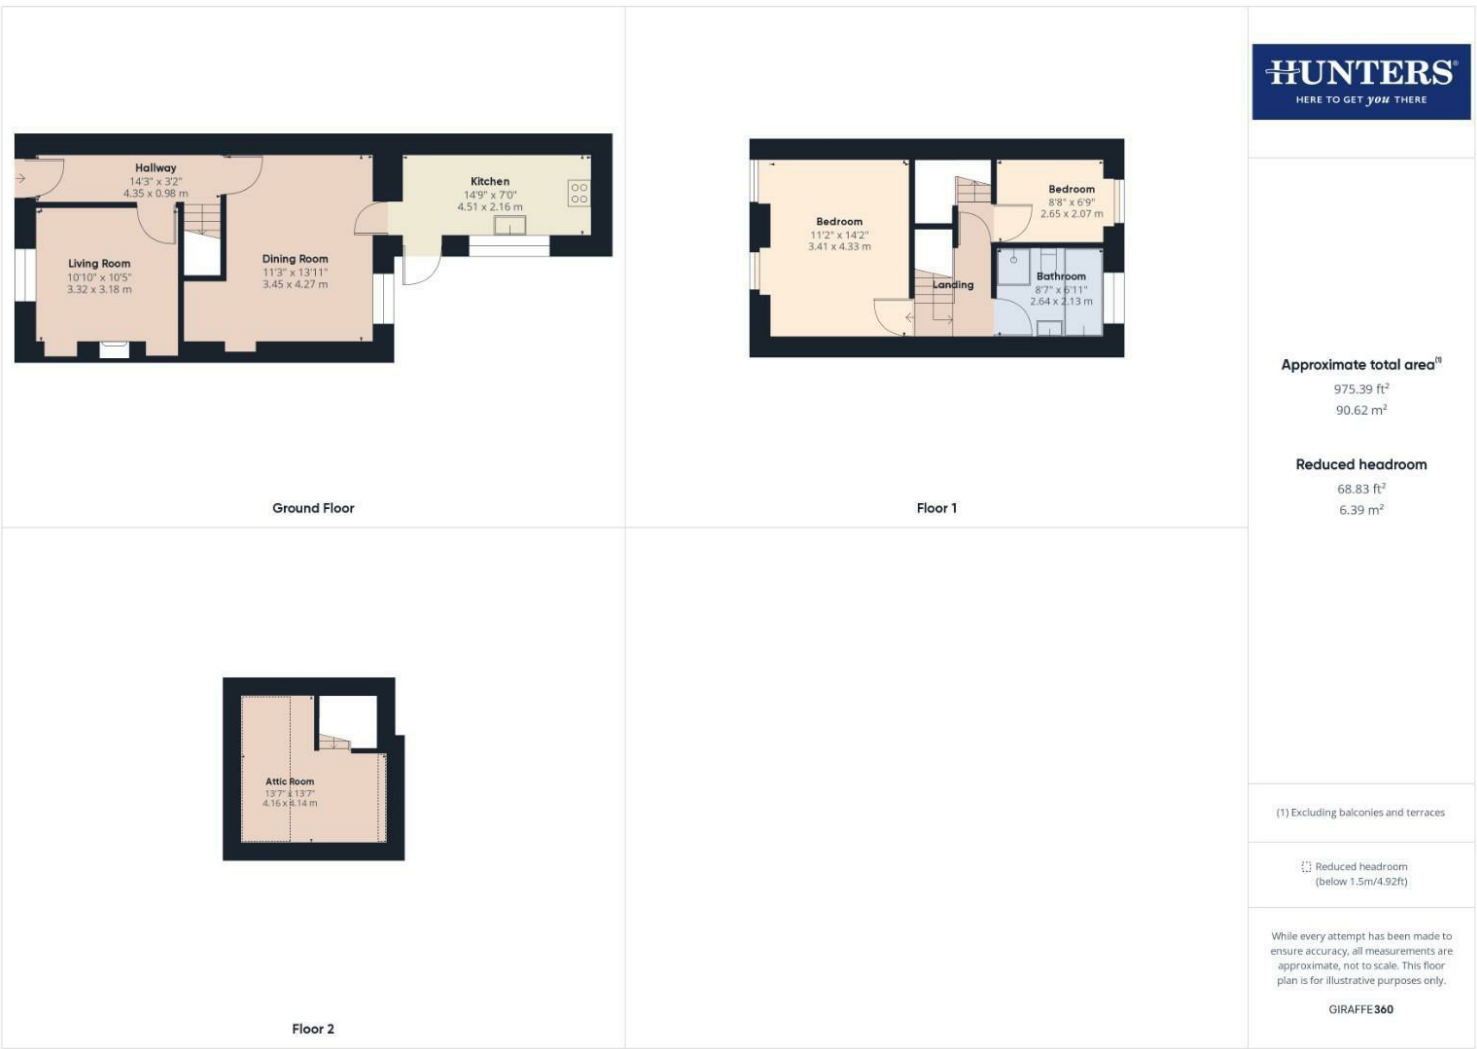 Hallway
14'3" x 3'2"
4.35 x 0.98 m
Kitchen
14'9" x 7'0"
4.51 x 2.16 m
Living Room
10'10" x 10'5"
3.32 x 3.18 m
Dining Room
11'3" x 13'11"
3.45 x 4.27 m
Ground Floor
Bedroom
11'2" x 14'2"
3.41 x 4.33 m
Bedroom
8'8" x 6'9"
2.65 x 2.07 m
Landing
Bathroom
8'7" x 6'11"
2.64 x 2.13 m
Floor 1
Attic Room
13'7" x 13'7"
4.16 x 4.14 m
Floor 2
HUNTERS®
HERE TO GET you THERE
Approximate total area(1)
975.39 ft²
90.62 m²
Reduced headroom
68.83 ft²
6.39 m²
(1) Excluding balconies and terraces
Reduced headroom
(below 1.5m/4.92ft)
While every attempt has been made to
ensure accuracy, all measurements are
approximate, not to scale. This floor
plan is for illustrative purposes only.
GIRAFFE360